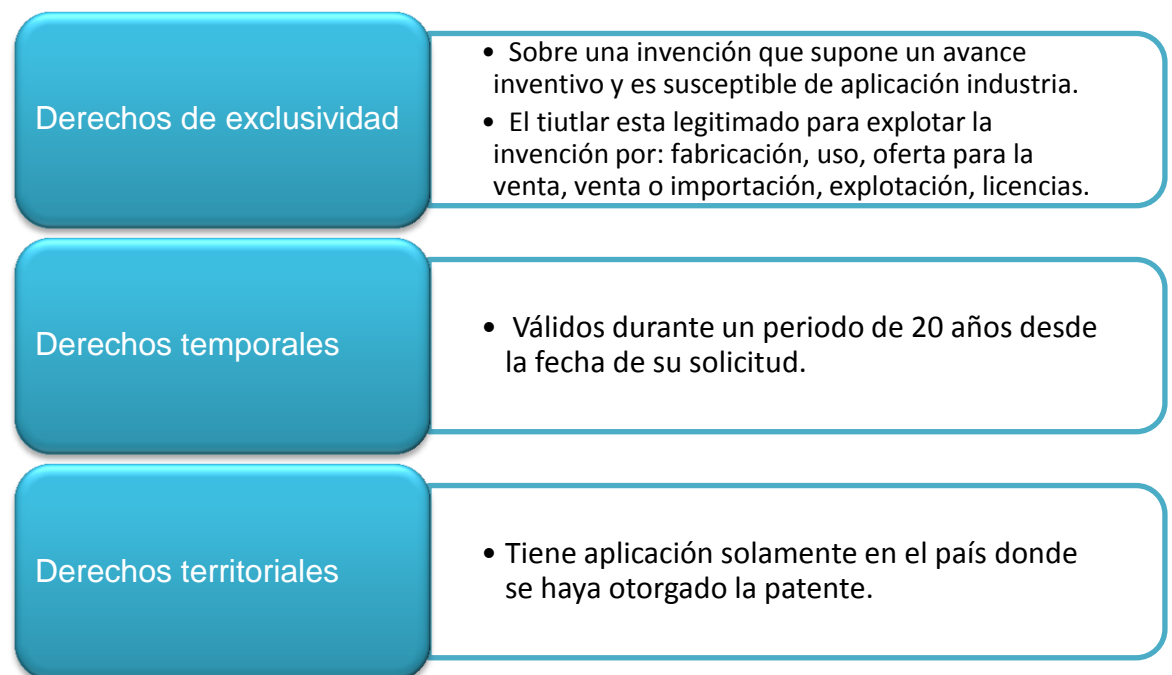 Derechos de exclusividad
• Sobre una invención que supone un avance
inventivo y es susceptible de aplicación industria.
• El tiutlar esta legitimado para explotar la
invención por: fabricación, uso, oferta para la
venta, venta o importación, explotación, licencias.
Derechos temporales
• Válidos durante un periodo de 20 años desde
la fecha de su solicitud.
Derechos territoriales
• Tiene aplicación solamente en el país donde
se haya otorgado la patente.